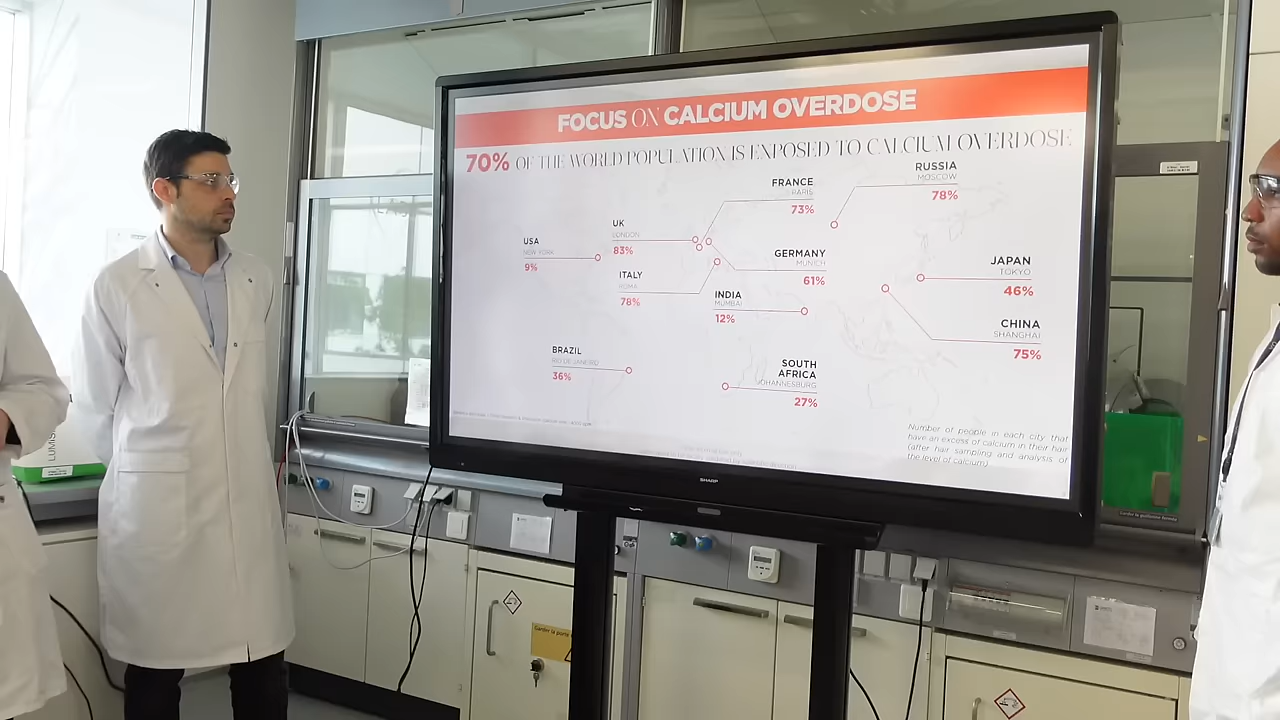 FOCUS ON CALCIUM OVERDOSE
70% OF THE WORLD POPULATION IS EXPOSED TO CALCIUM OVERDOSE
RUSSIA
MOSCOW
78%
FRANCE
PARIS
73%
UK
LONDON
83%
USA
NEW YORK
9%
GERMANY
MUNICH
61%
ITALY
ROMA
78%
INDIA
MUMBAI
12%
JAPAN
TOKYO
46%
CHINA
SHANGHAI
75%
BRAZIL
RIO DE JANEIRO
36%
SOUTH
AFRICA
JOHANNESBURG
27%
Number of people in each city that
have an excess of calcium in their hair
(after hair sampling and analysis of
the level of calcium)
SHARP
LUMIS
Garder la porte